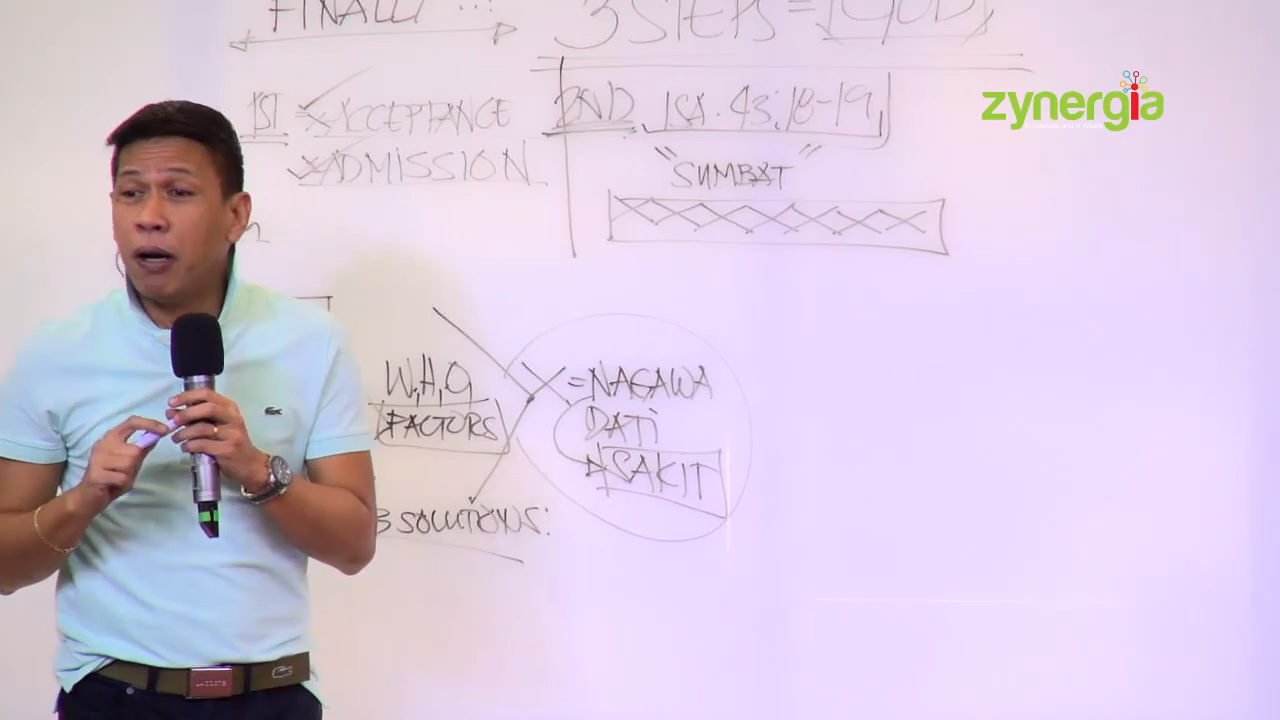 FINALLY ...
3 STEPS = [GOD]
zynergia
1ST = ACCEPTANCE
ADMISSION
2ND ISA. 43:18-19
"SUMBAT"
W.H.O
FACTORS
X = NAGAWA
DATI
SAKIT
3 SOLUTIONS: